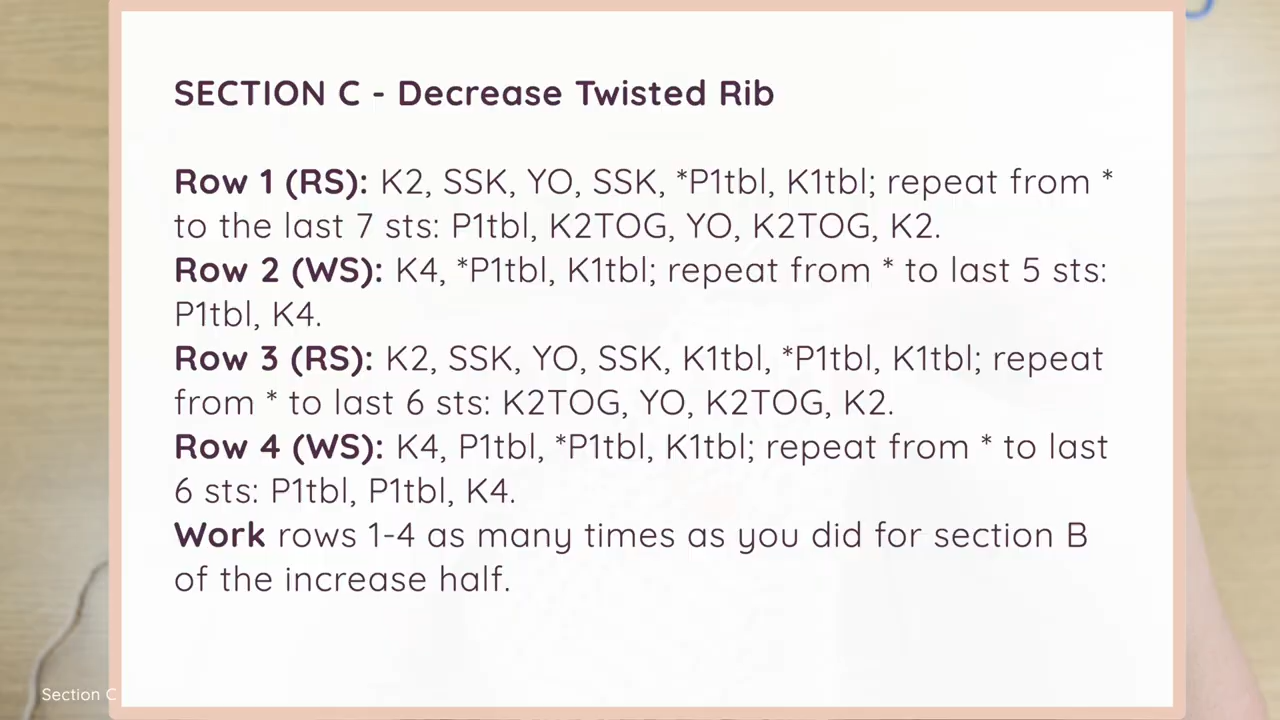 SECTION C - Decrease Twisted Rib
Row 1 (RS): K2, SSK, YO, SSK, *P1tbl, K1tbl; repeat from *
to the last 7 sts: P1tbl, K2TOG, YO, K2TOG, K2.
Row 2 (WS): K4, *P1tbl, K1tbl; repeat from * to last 5 sts:
P1tbl, K4.
Row 3 (RS): K2, SSK, YO, SSK, K1tbl, *P1tbl, K1tbl; repeat
from * to last 6 sts: K2TOG, YO, K2TOG, K2.
Row 4 (WS): K4, P1tbl, *P1tbl, K1tbl; repeat from * to last
6 sts: P1tbl, P1tbl, K4.
Work rows 1-4 as many times as you did for section B
of the increase half.
Section C